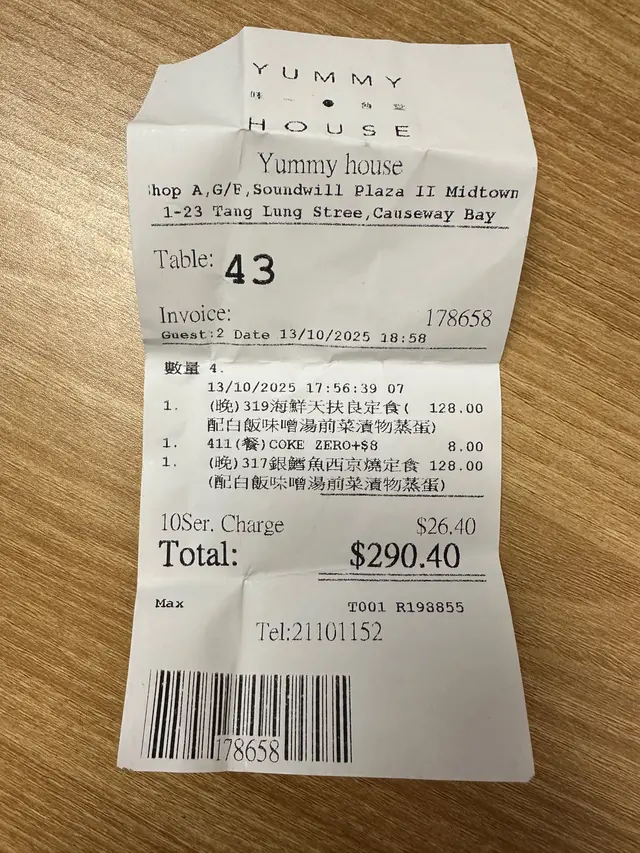 YUMMY
味 一 ● 角 豐
HOUSE
Yummy house
hop A,G/F,Soundwill Plaza II Midtown
1-23 Tang Lung Stree,Causeway Bay
Table: 43
Invoice: 178658
Guest:2 Date 13/10/2025 18:58
數量 4.
13/10/2025 17:56:39 07
1. (晚)319海鮮天扶良定食( 128.00
配白飯味噌湯前菜漬物蒸蛋)
1. 411(餐)COKE ZERO+$8 8.00
1. (晚)317銀鱈魚西京燒定食 128.00
(配白飯味噌湯前菜漬物蒸蛋)
10Ser. Charge $26.40
Total: $290.40
Max T001 R198855
Tel:21101152
178658